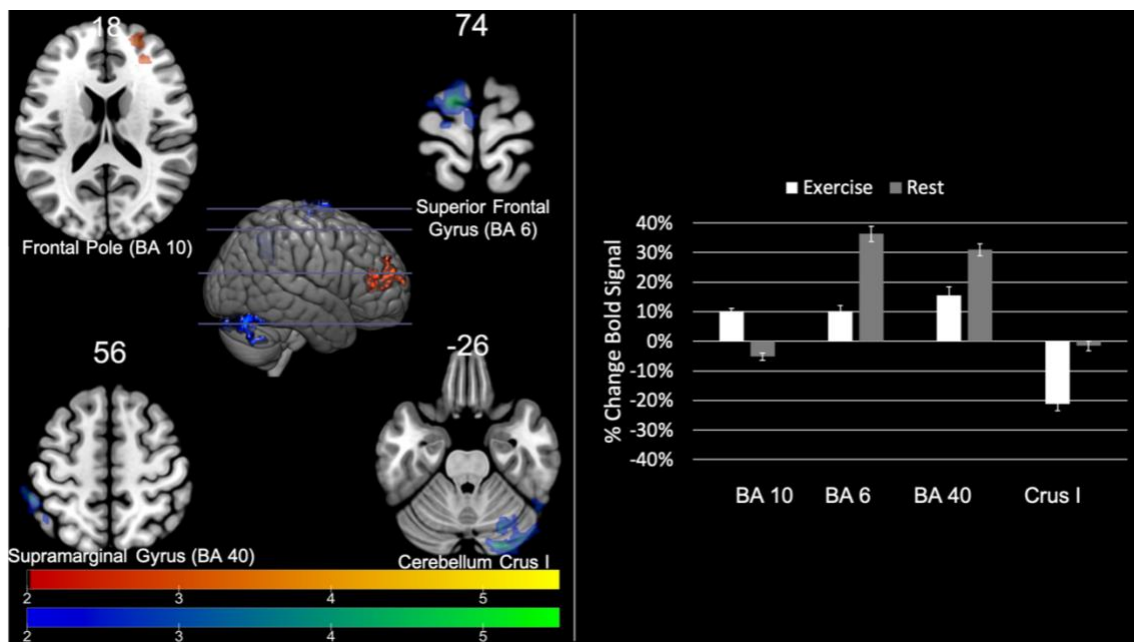 18
74
Frontal Pole (BA 10)
Superior Frontal
Gyrus (BA 6)
56
-26
Supramarginal Gyrus (BA 40)
Cerebellum Crus I
2 3 4 5
2 3 4 5
Exercise Rest
% Change Bold Signal
40%
30%
20%
10%
0%
-10%
-20%
-30%
-40%
BA 10 BA 6 BA 40 Crus I